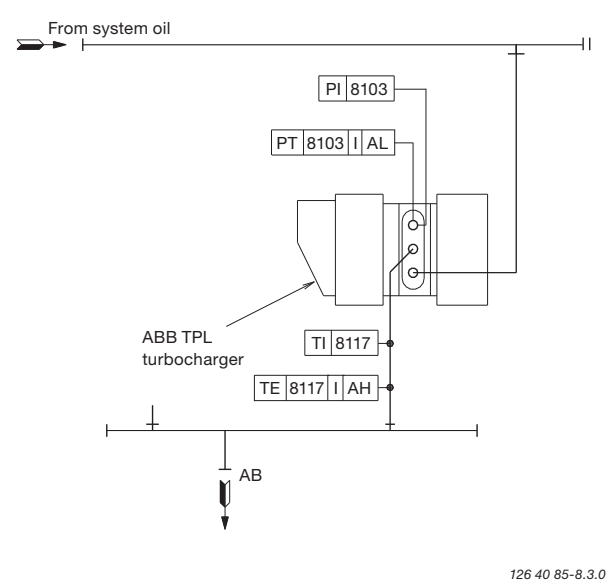 From system oil
PI 8103
PT 8103 I AL
ABB TPL
turbocharger
TI 8117
TE 8117 I AH
AB
126 40 85-8.3.0